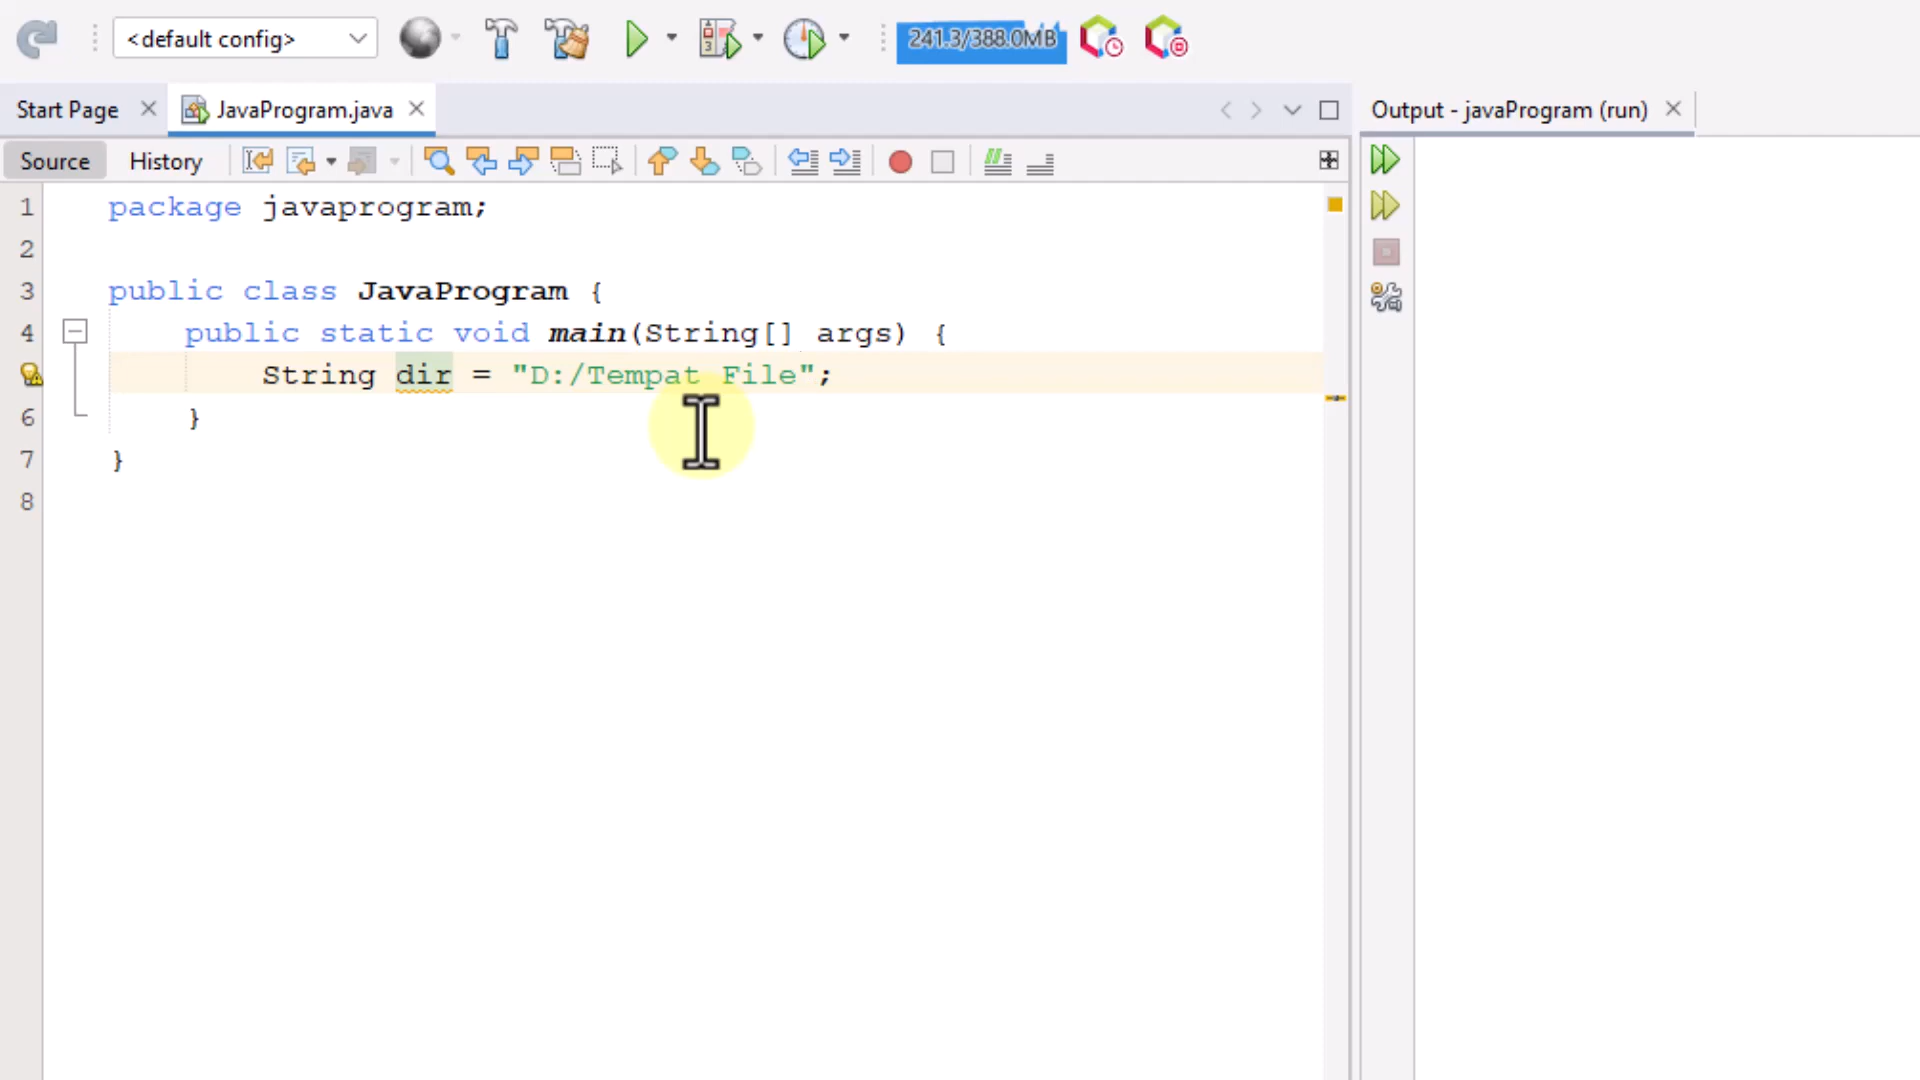 <default config>
241.3/388.0MB
Start Page
JavaProgram.java
Output - javaProgram (run)
Source
History
1 package javaprogram;
2
3 public class JavaProgram {
4 public static void main(String[] args) {
String dir = "D:/Tempat File";
6 }
7 }
8